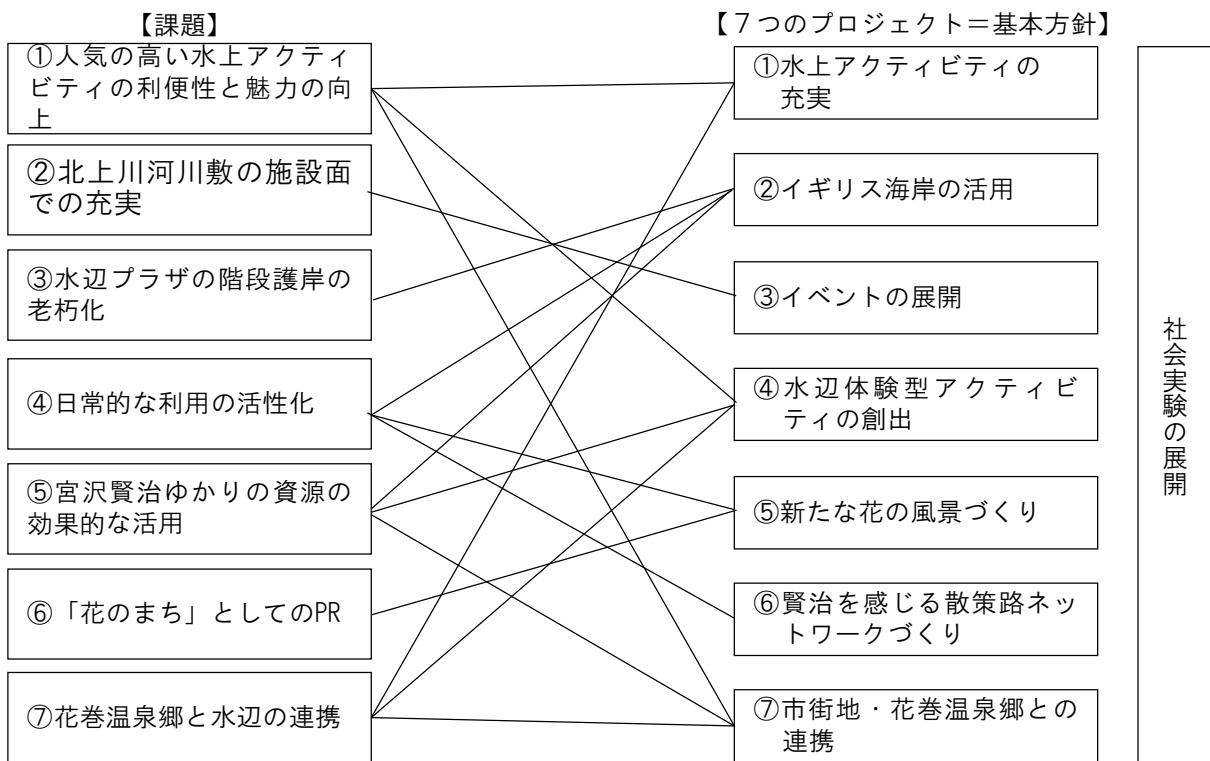 【課題】
①人気の高い水上アクティ
ビティの利便性と魅力の向
上
②北上川河川敷の施設面
での充実
③水辺プラザの階段護岸の
老朽化
④日常的な利用の活性化
⑤宮沢賢治ゆかりの資源の
効果的な活用
⑥「花のまち」としてのPR
⑦花巻温泉郷と水辺の連携
【７つのプロジェクト＝基本方針】
①水上アクティビティの
充実
②イギリス海岸の活用
③イベントの展開
④水辺体験型アクティビ
ティの創出
⑤新たな花の風景づくり
⑥賢治を感じる散策路ネッ
トワークづくり
⑦市街地・花巻温泉郷との
連携
社会実験の展開